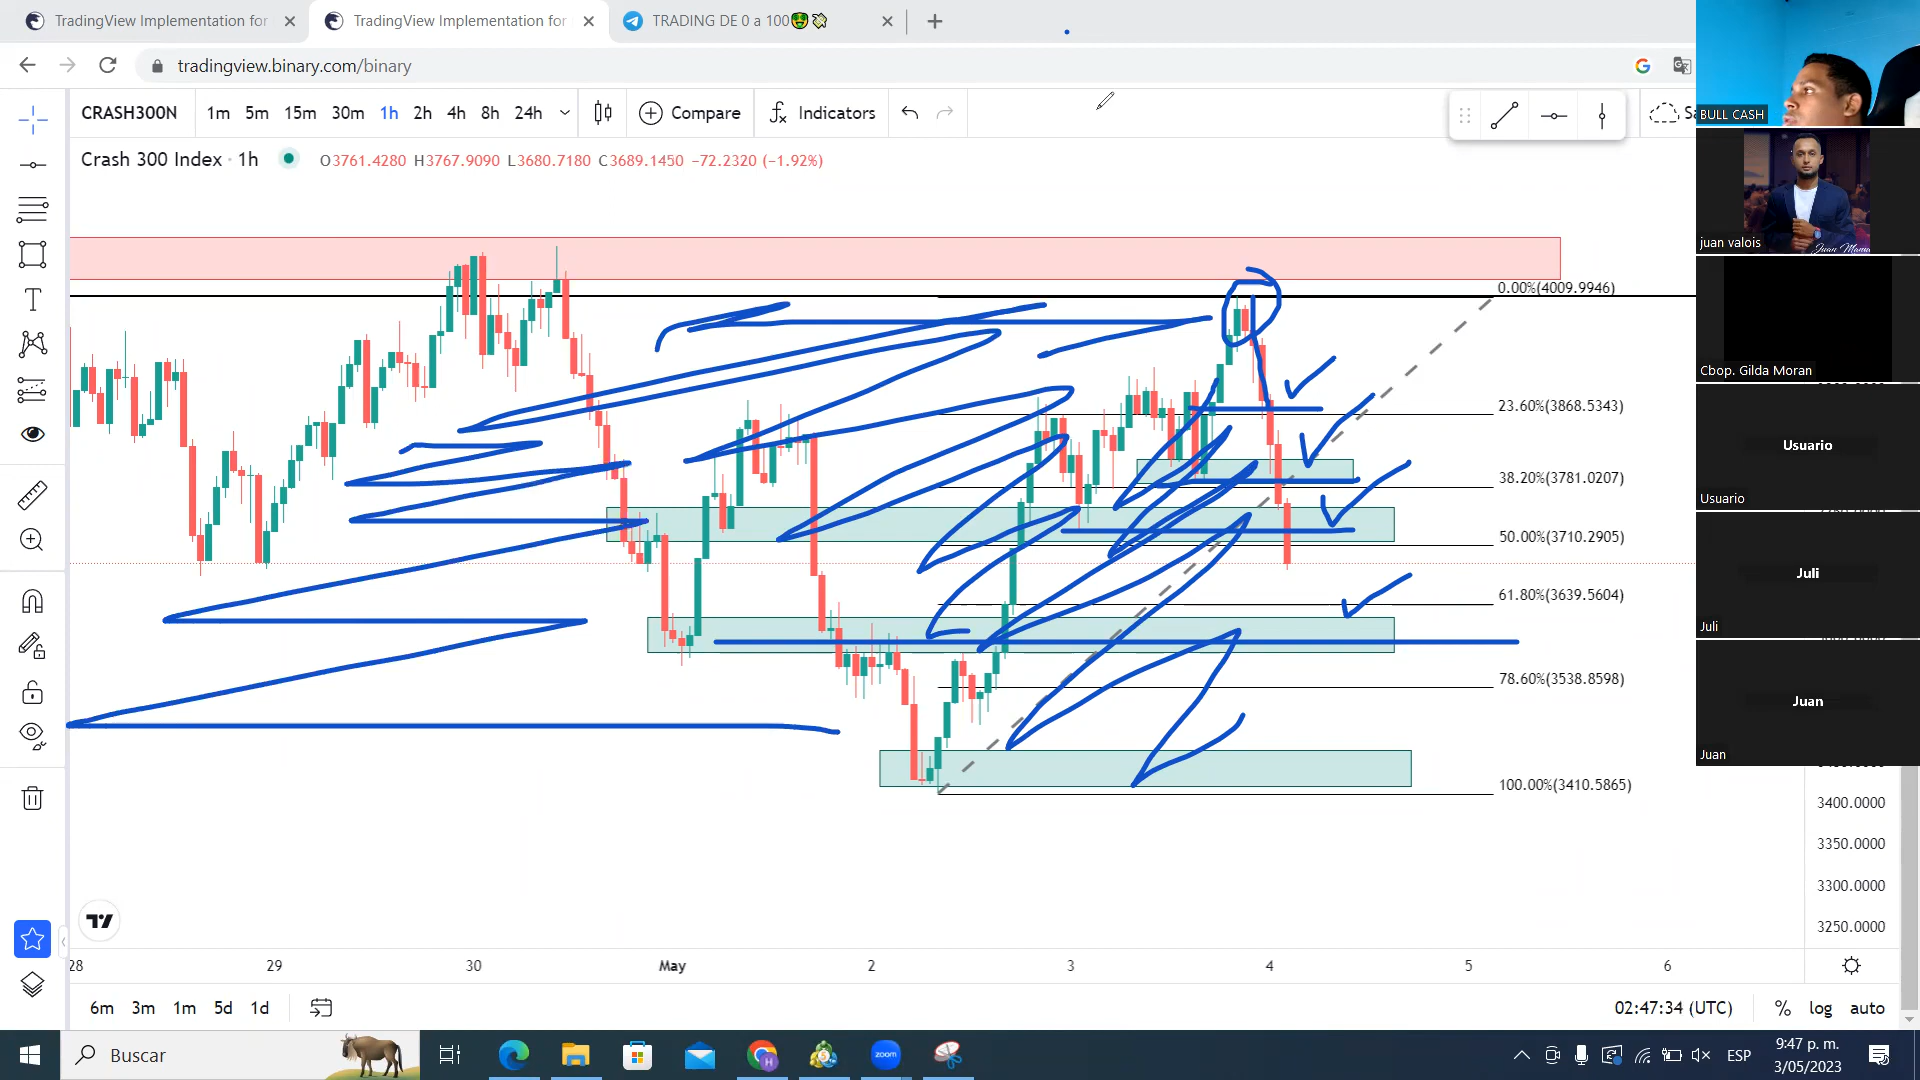 TradingView Implementation for
TradingView Implementation for
TRADING DE 0 a 100
tradingview.binary.com/binary
CRASH300N 1m 5m 15m 30m 1h 2h 4h 8h 24h Compare Indicators
Crash 300 Index · 1h O3761.4280 H3767.9090 L3680.7180 C3689.1450 −72.2320 (−1.92%)
0.00%(4009.9946)
23.60%(3868.5343)
38.20%(3781.0207)
50.00%(3710.2905)
61.80%(3639.5604)
78.60%(3538.8598)
100.00%(3410.5865)
3400.0000
3350.0000
3300.0000
3250.0000
28 29 30 May 2 3 4 5 6
6m 3m 1m 5d 1d 02:47:34 (UTC) % log auto
BULL CASH
juan valois
Cbop. Gilda Moran
Usuario
Usuario
Juli
Juli
Juan
Juan
Buscar
zoom
ESP
9:47 p. m.
3/05/2023